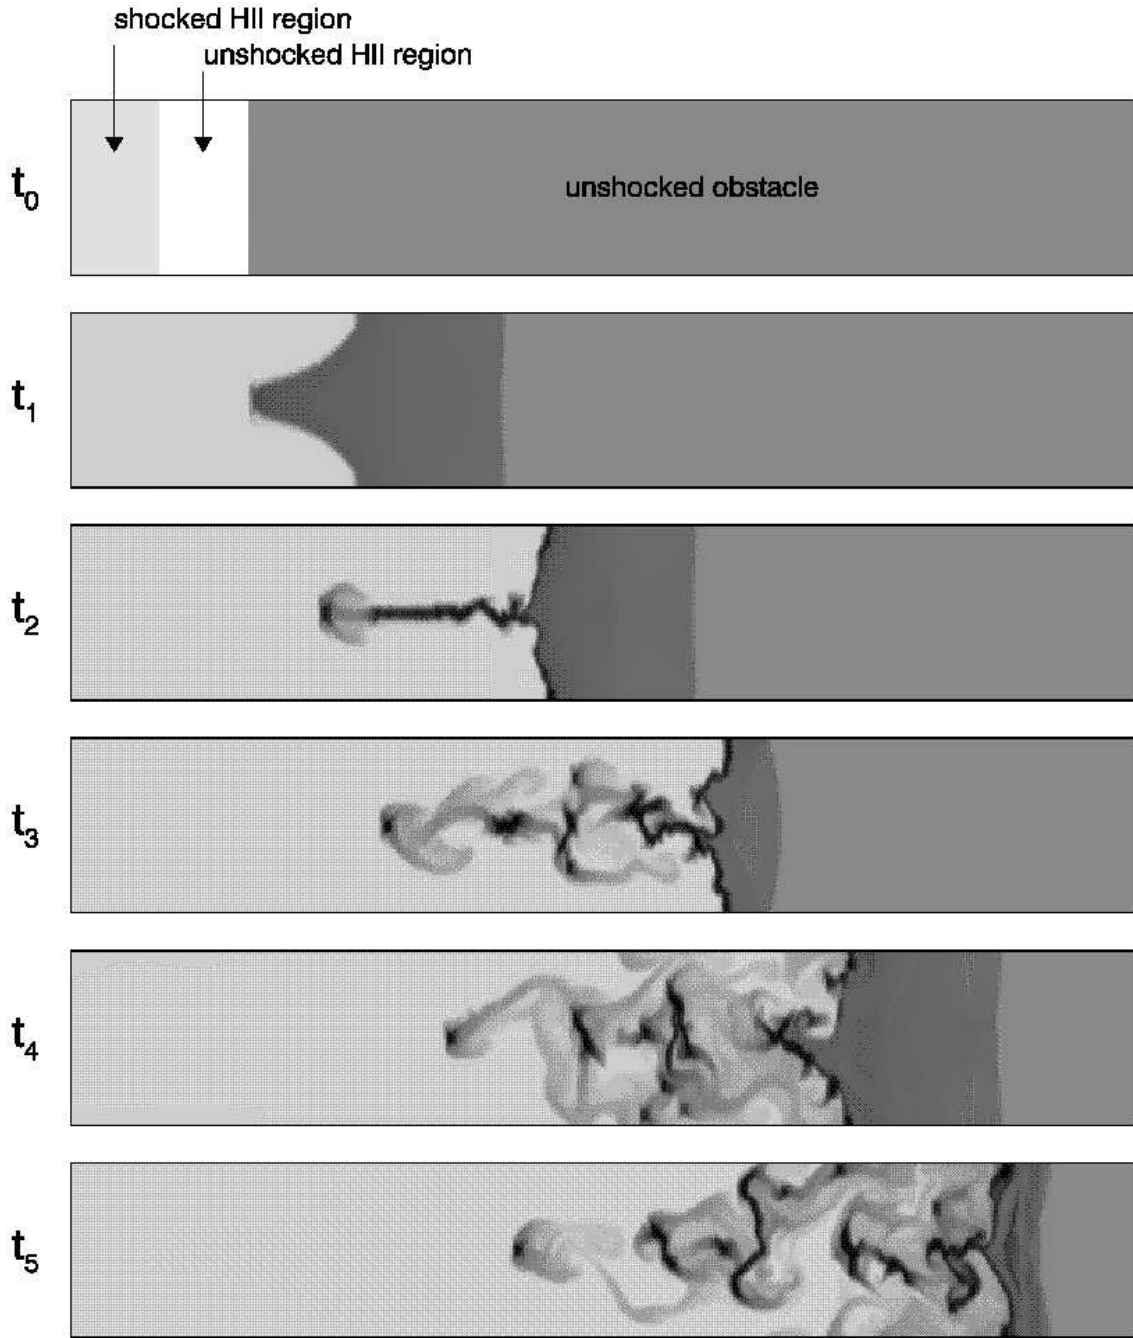 shocked HII region
unshocked HII region
t0
unshocked obstacle
t1
t2
t3
t4
t5